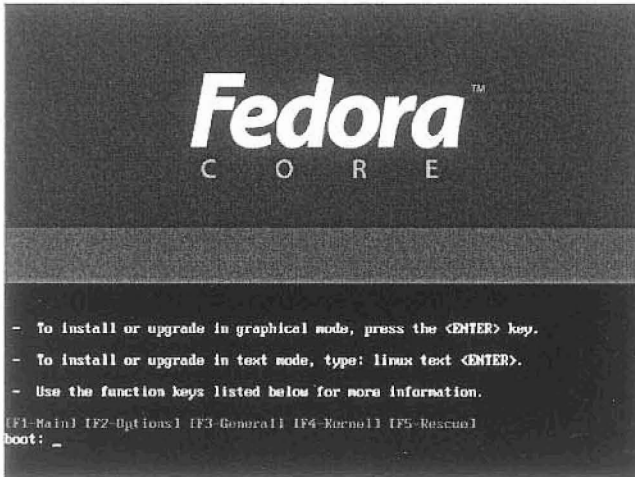 Fedora™
CORE
- To install or upgrade in graphical mode, press the <ENTER> key.
- To install or upgrade in text mode, type: linux text <ENTER>.
- Use the function keys listed below for more information.
[F1-Main] [F2-Options] [F3-General] [F4-Kernel] [F5-Rescue]
boot: _